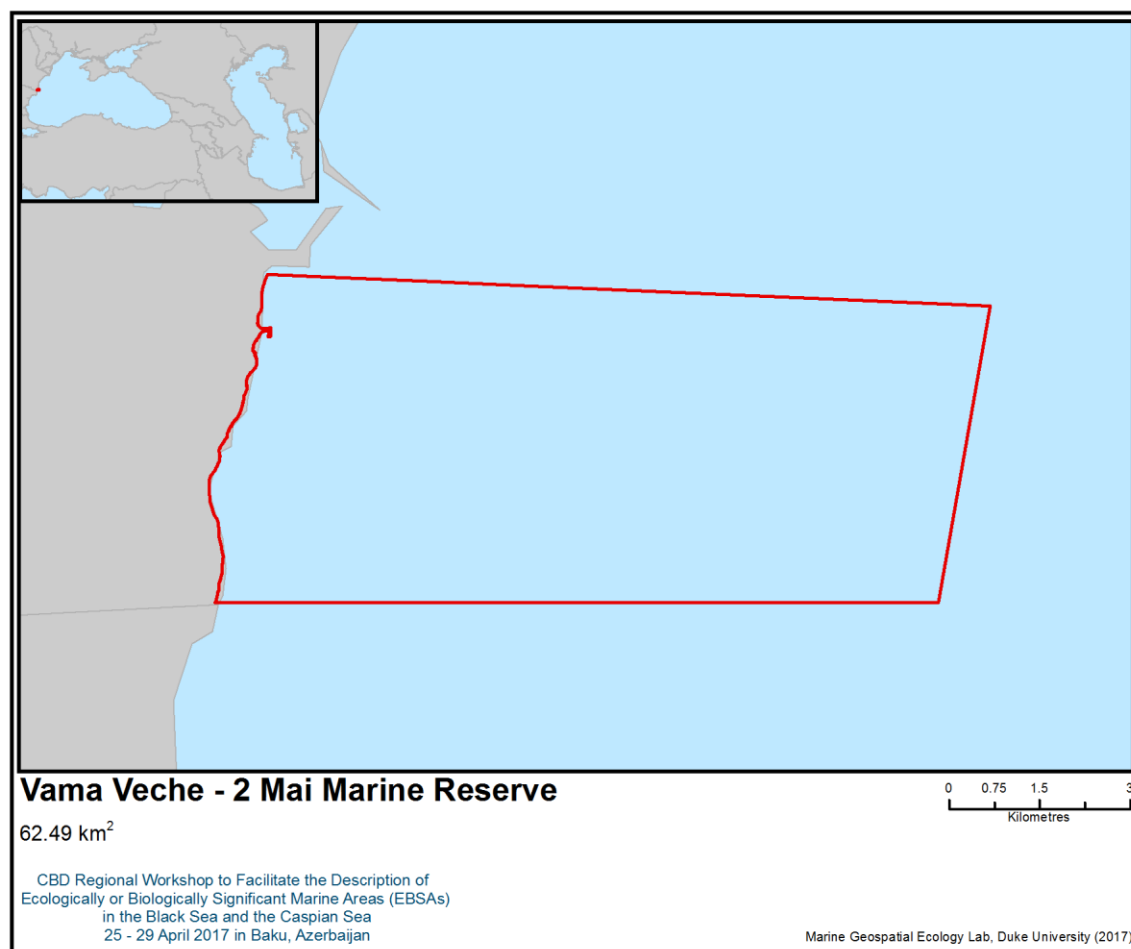 Vama Veche - 2 Mai Marine Reserve
62.49 km²
0 0.75 1.5 3
Kilometres
CBD Regional Workshop to Facilitate the Description of
Ecologically or Biologically Significant Marine Areas (EBSAs)
in the Black Sea and the Caspian Sea
25 - 29 April 2017 in Baku, Azerbaijan
Marine Geospatial Ecology Lab, Duke University (2017)